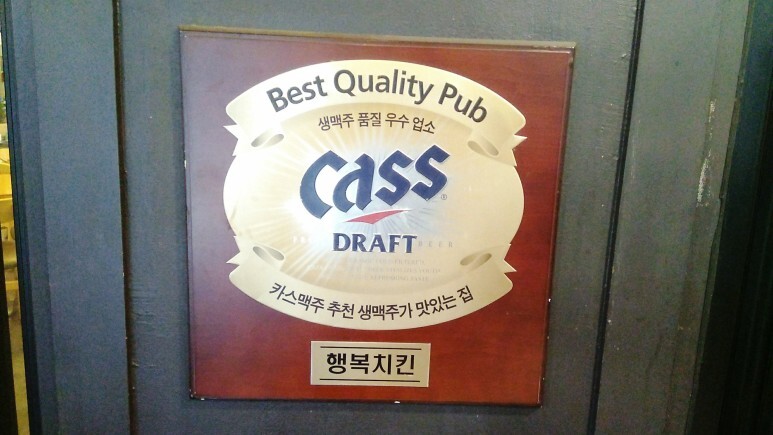 Best Quality Pub
생맥주 품질 우수 업소
Cass®
DRAFT
카스맥주 추천 생맥주가 맛있는 집
행복치킨